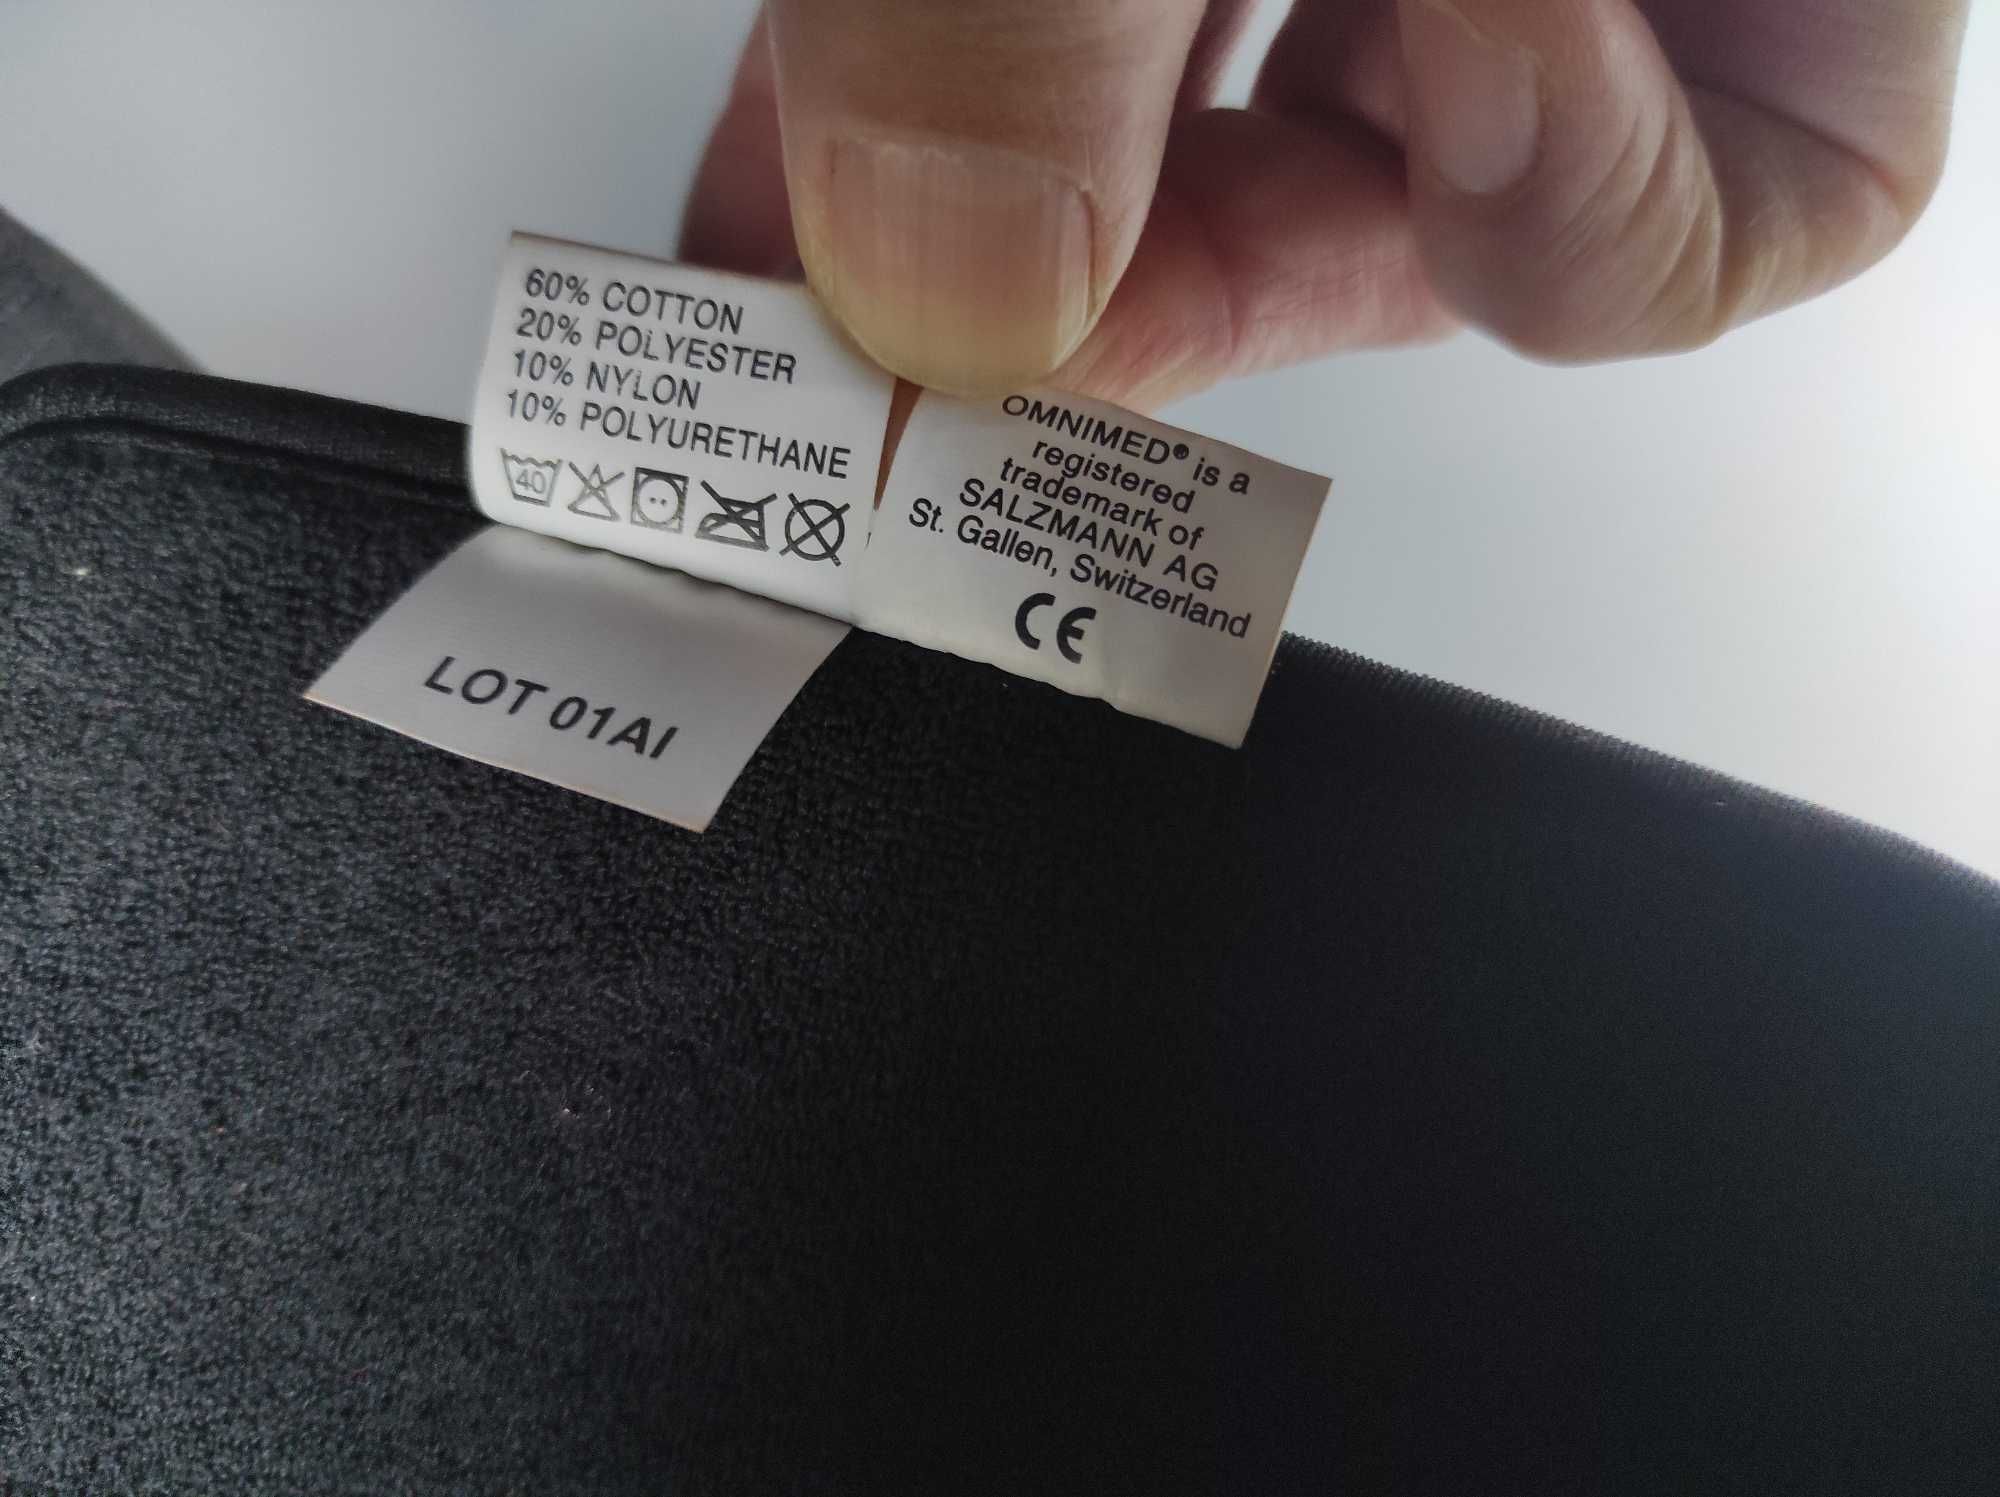 60% COTTON
20% POLYESTER
10% NYLON
10% POLYURETHANE
40
LOT 01AI
OMNIMED® is a
registered
trademark of
SALZMANN AG
St. Gallen, Switzerland
CE